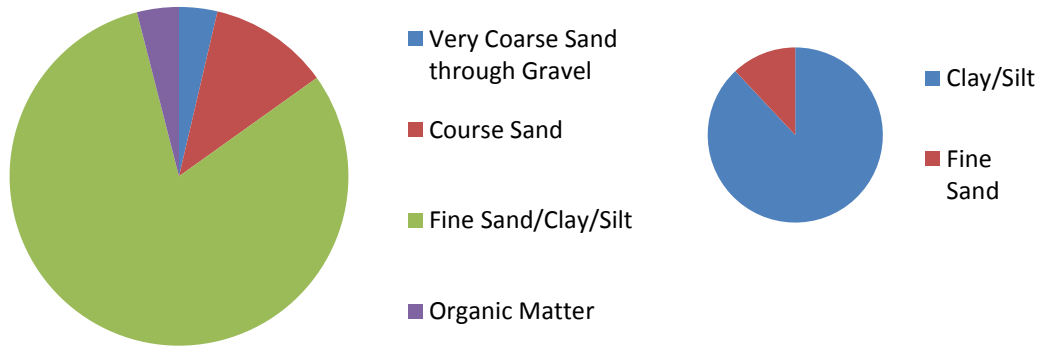 Very Coarse Sand
through Gravel
Course Sand
Fine Sand/Clay/Silt
Organic Matter
Clay/Silt
Fine
Sand